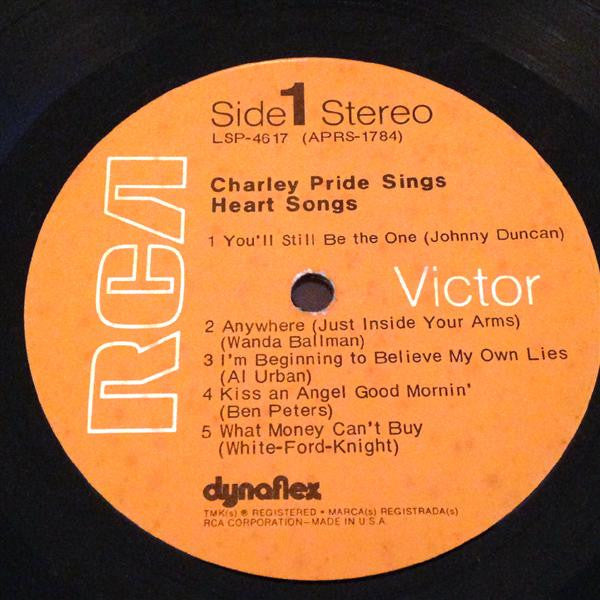 Side 1 Stereo
LSP-4617 (APRS-1784)
Charley Pride Sings
Heart Songs
1 You'll Still Be the One (Johnny Duncan)
RCA
Victor
2 Anywhere (Just Inside Your Arms)
(Wanda Ballman)
3 I'm Beginning to Believe My Own Lies
(Al Urban)
4 Kiss an Angel Good Mornin'
(Ben Peters)
5 What Money Can't Buy
(White-Ford-Knight)
dynaflex
TMK(s) ® REGISTERED • MARCA(s) REGISTRADA(s)
RCA CORPORATION—MADE IN U.S.A.